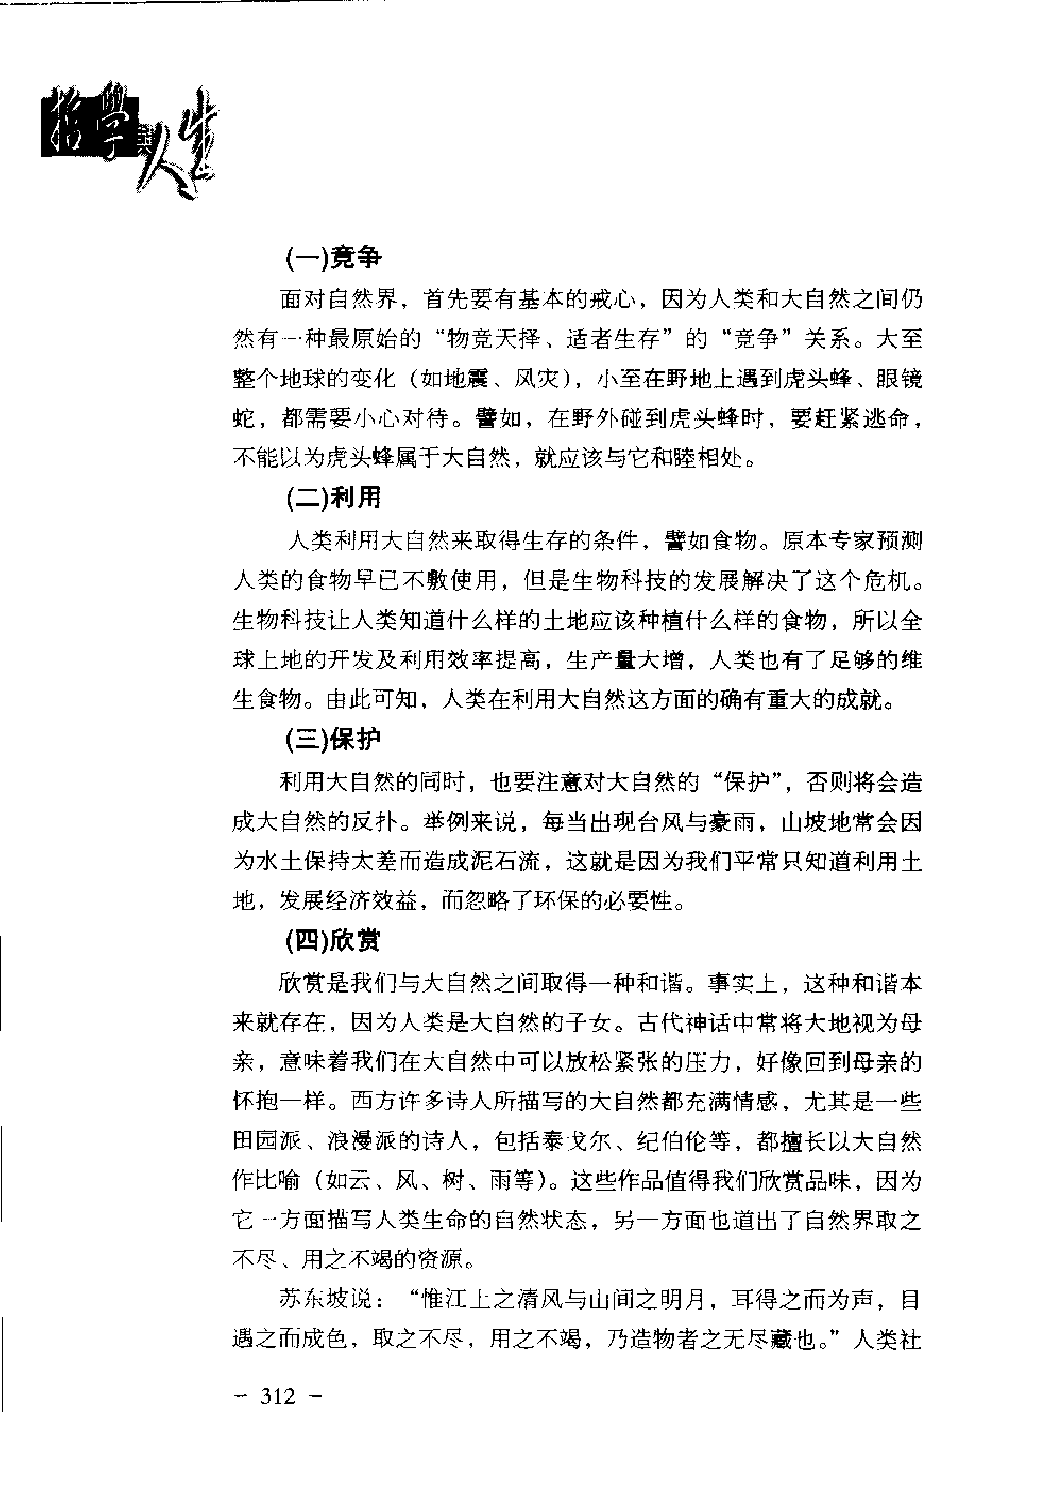 哲學與人生
(一)竞争
面对自然界，首先要有基本的戒心，因为人类和大自然之间仍
然有一种最原始的“物竞天择、适者生存”的“竞争”关系。大至
整个地球的变化（如地震、风灾），小至在野地上遇到虎头蜂、眼镜
蛇，都需要小心对待。譬如，在野外碰到虎头蜂时，要赶紧逃命，
不能以为虎头蜂属于大自然，就应该与它和睦相处。
(二)利用
人类利用大自然来取得生存的条件，譬如食物。原本专家预测
人类的食物早已不敷使用，但是生物科技的发展解决了这个危机。
生物科技让人类知道什么样的土地应该种植什么样的食物，所以全
球土地的开发及利用效率提高，生产量大增，人类也有了足够的维
生食物。由此可知，人类在利用大自然这方面的确有重大的成就。
(三)保护
利用大自然的同时，也要注意对大自然的“保护”，否则将会造
成大自然的反扑。举例来说，每当出现台风与豪雨，山坡地常会因
为水土保持太差而造成泥石流，这就是因为我们平常只知道利用土
地，发展经济效益，而忽略了环保的必要性。
(四)欣赏
欣赏是我们与大自然之间取得一种和谐。事实上，这种和谐本
来就存在，因为人类是大自然的子女。古代神话中常将大地视为母
亲，意味着我们在大自然中可以放松紧张的压力，好像回到母亲的
怀抱一样。西方许多诗人所描写的大自然都充满情感，尤其是一些
田园派、浪漫派的诗人，包括泰戈尔、纪伯伦等，都擅长以大自然
作比喻（如云、风、树、雨等）。这些作品值得我们欣赏品味，因为
它一方面描写人类生命的自然状态，另一方面也道出了自然界取之
不尽、用之不竭的资源。
苏东坡说：“惟江上之清风与山间之明月，耳得之而为声，目
遇之而成色，取之不尽，用之不竭，乃造物者之无尽藏也。”人类社
- 312 -